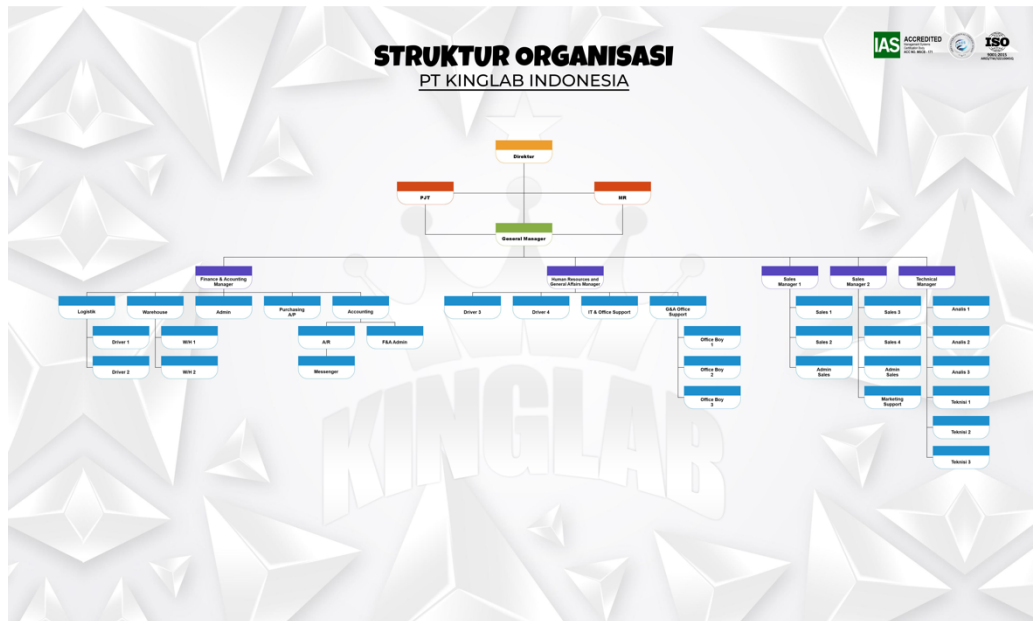 STRUKTUR ORGANISASI
PT KINGLAB INDONESIA
IAS
ACCREDITED
ISO
9001:2015
Direktur
PJT
MR
General Manager
Finance & Acounting
Manager
Human Resources and
General Affairs Manager
Sales
Manager 1
Sales
Manager 2
Technical
Manager
Logistik
Warehouse
Admin
Purchasing
A/P
Accounting
Driver 3
Driver 4
IT & Office Support
G&A Office
Support
Sales 1
Sales 3
Analis 1
Driver 1
W/H 1
A/R
F&A Admin
Office Boy
1
Sales 2
Sales 4
Analis 2
Driver 2
W/H 2
Messenger
Office Boy
2
Admin
Sales
Admin
Sales
Analis 3
Office Boy
3
Marketing
Support
Teknisi 1
Teknisi 2
Teknisi 3
KINGLAB